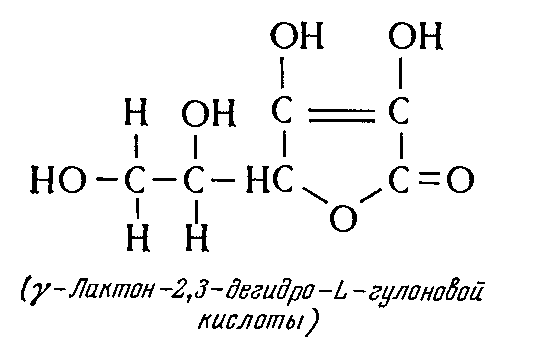 OH OH
H OH C = C
HO – C – C – HC C = O
H H O
(γ-Лактон-2,3-дегидро-L-гулоновой
кислоты)